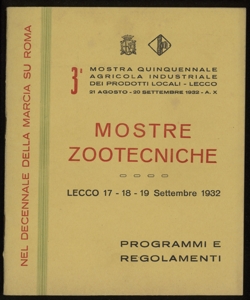 NEL DECENNALE DELLA MARCIA SU ROMA
3ª MOSTRA QUINQUENNALE
AGRICOLA INDUSTRIALE
DEI PRODOTTI LOCALI - LECCO
21 AGOSTO - 20 SETTEMBRE 1932 - A. X
MOSTRE
ZOOTECNICHE
LECCO 17 - 18 - 19 Settembre 1932
PROGRAMMI E
REGOLAMENTI